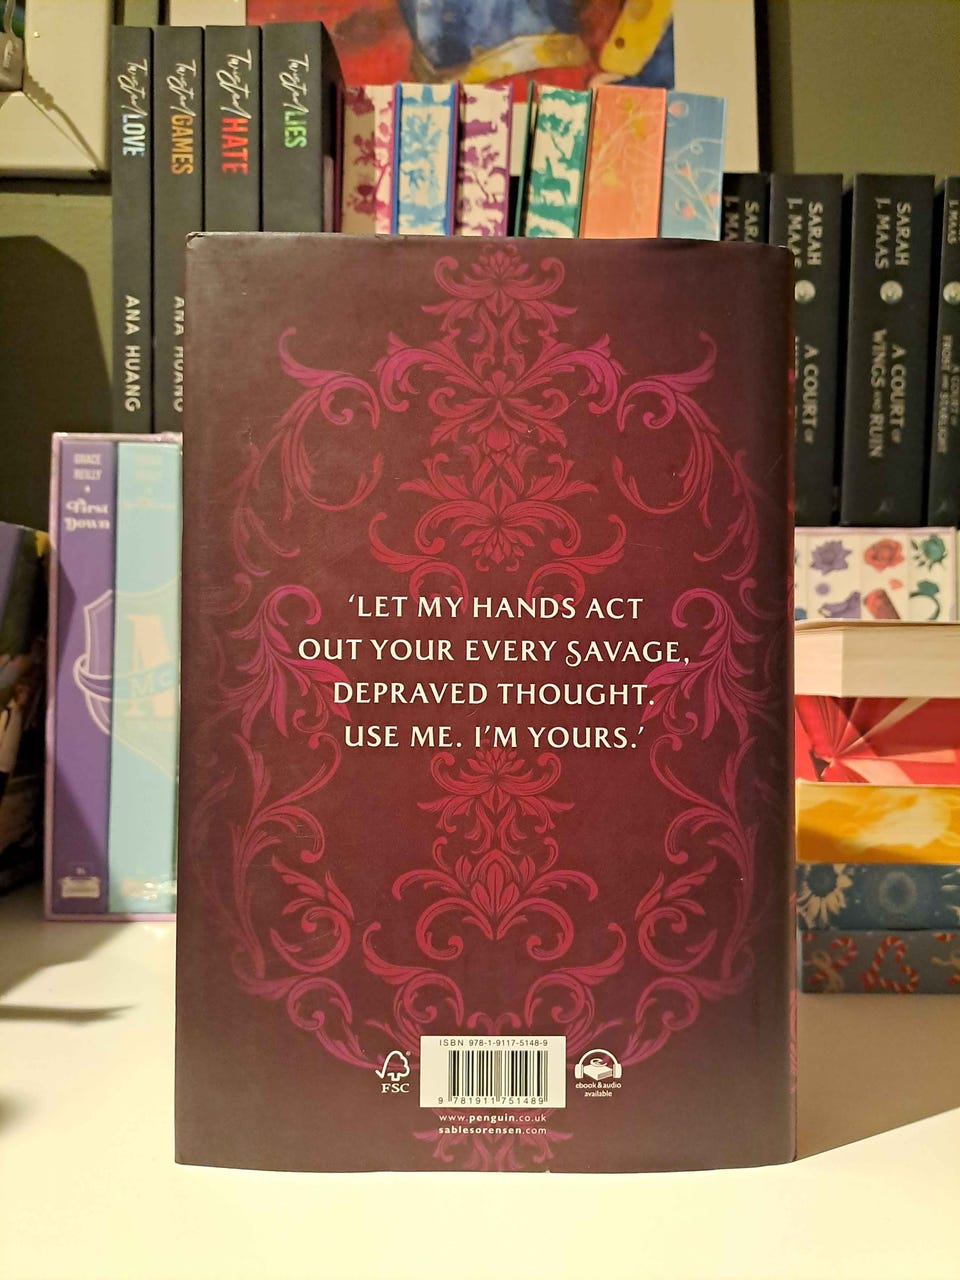 Twisted LOVE
ANA HUANG
Twisted GAMES
ANA HUANG
Twisted HATE
Twisted LIES
SARAH
J. MAAS
SARAH
J. MAAS
A COURT OF
SARAH
J. MAAS
A COURT OF
WINGS AND RUIN
J. MAAS
A COURT OF
FROST AND STARLIGHT
GRACE
REILLY
First
Down
‘LET MY HANDS ACT
OUT YOUR EVERY SAVAGE,
DEPRAVED THOUGHT.
USE ME. I’M YOURS.’
FSC
ISBN 978-1-9117-5148-9
9 781911 751489
ebook & audio
available
www.penguin.co.uk
sablesorensen.com